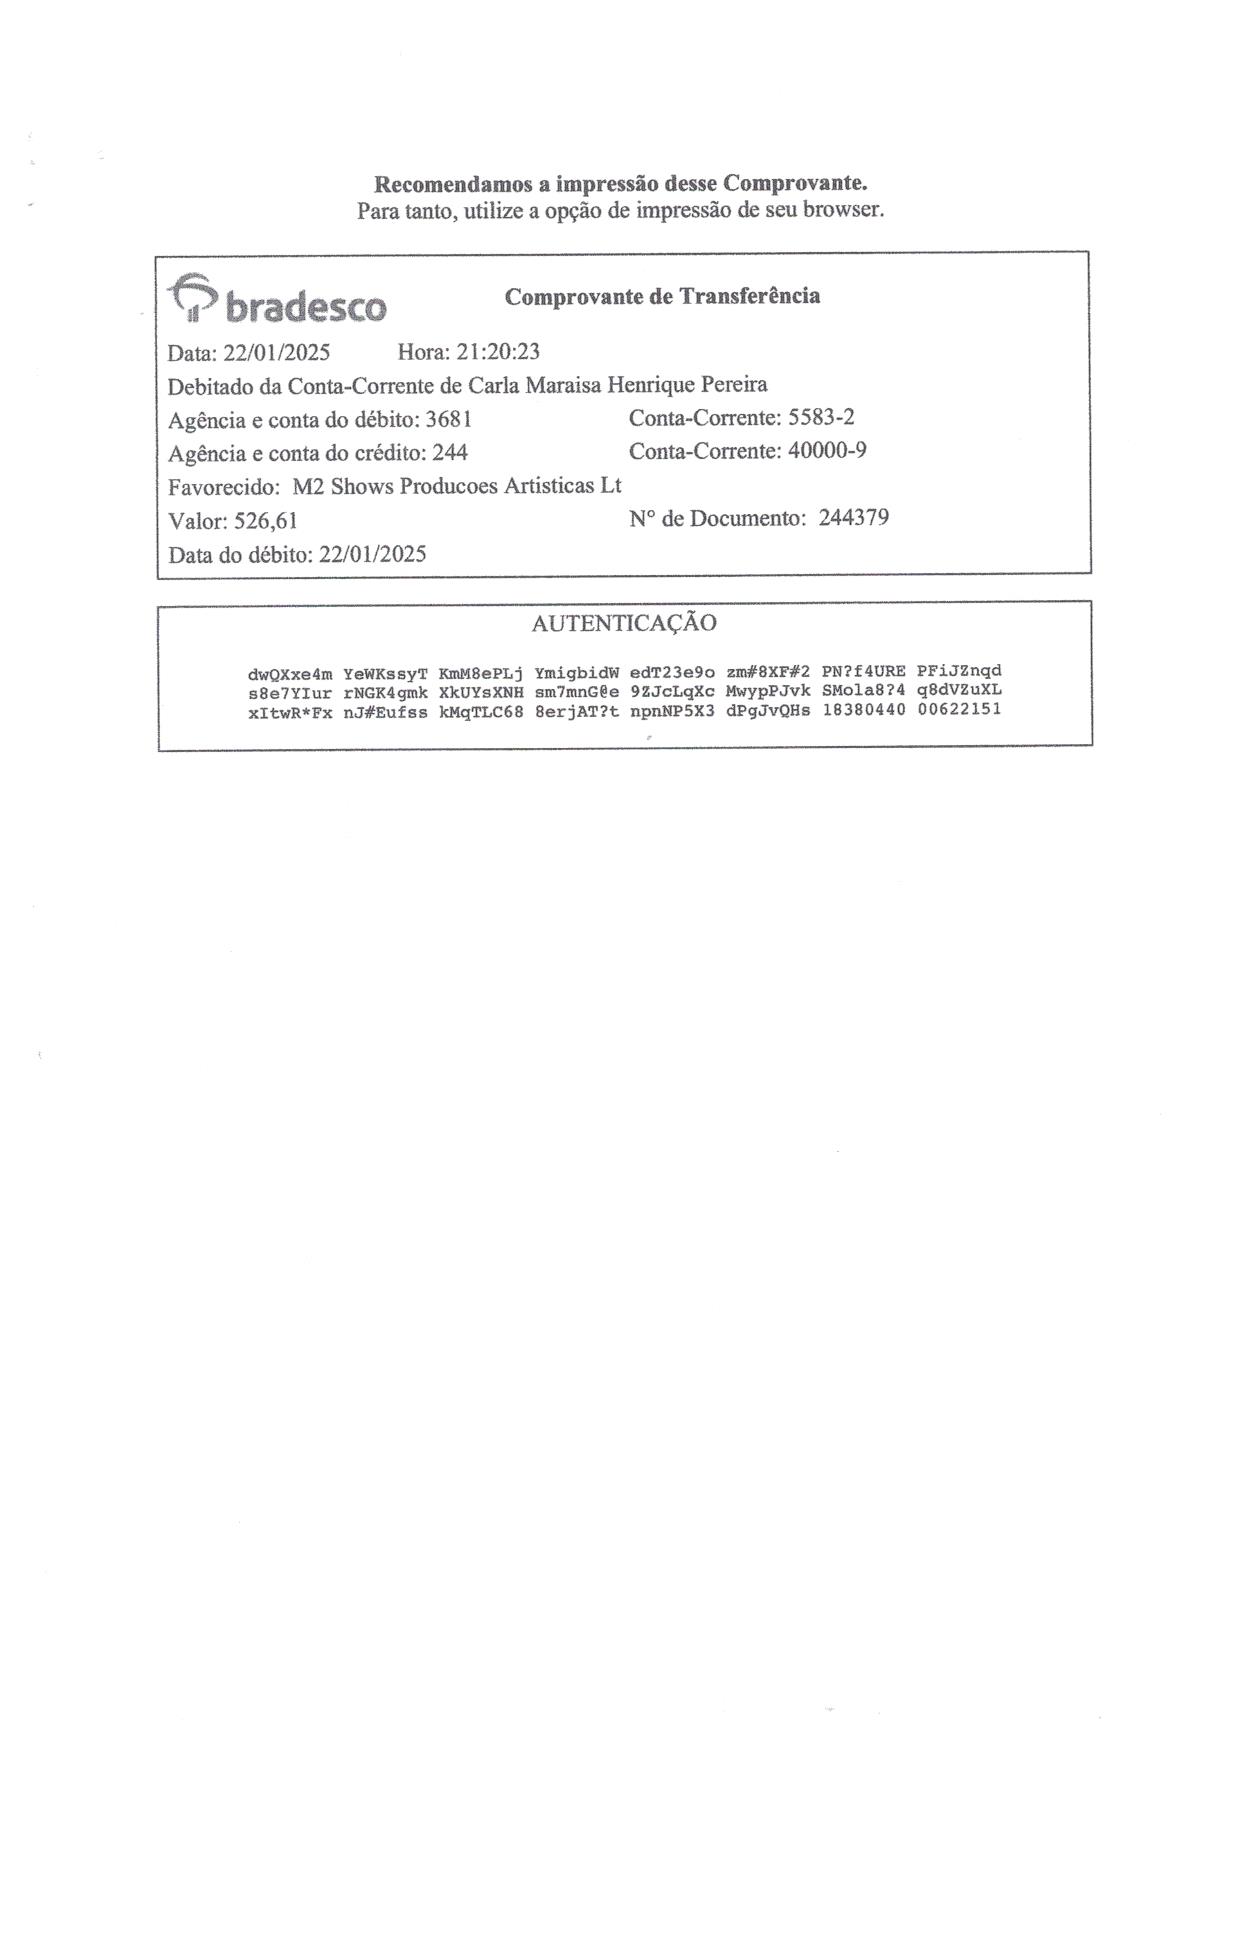 Recomendamos a impressão desse Comprovante.
Para tanto, utilize a opção de impressão de seu browser.
bradesco
Comprovante de Transferência
Data: 22/01/2025 Hora: 21:20:23
Debitado da Conta-Corrente de Carla Maraisa Henrique Pereira
Agência e conta do débito: 3681 Conta-Corrente: 5583-2
Agência e conta do crédito: 244 Conta-Corrente: 40000-9
Favorecido: M2 Shows Producoes Artisticas Lt
Valor: 526,61 Nº de Documento: 244379
Data do débito: 22/01/2025
AUTENTICAÇÃO
dwQXxe4m YeWKssyT KmM8ePLj YmigbidW edT23e9o zm#8XF#2 PN?f4URE PFiJZnqd
s8e7YIur rNGK4gmk XkUYsXNH sm7mnG@e 9ZJcLqXc MwypPJvk SMola8?4 q8dVZuXL
xItwR*Fx nJ#Eufss kMqTLC68 8erjAT?t npnNP5X3 dPgJvQHs 18380440 00622151